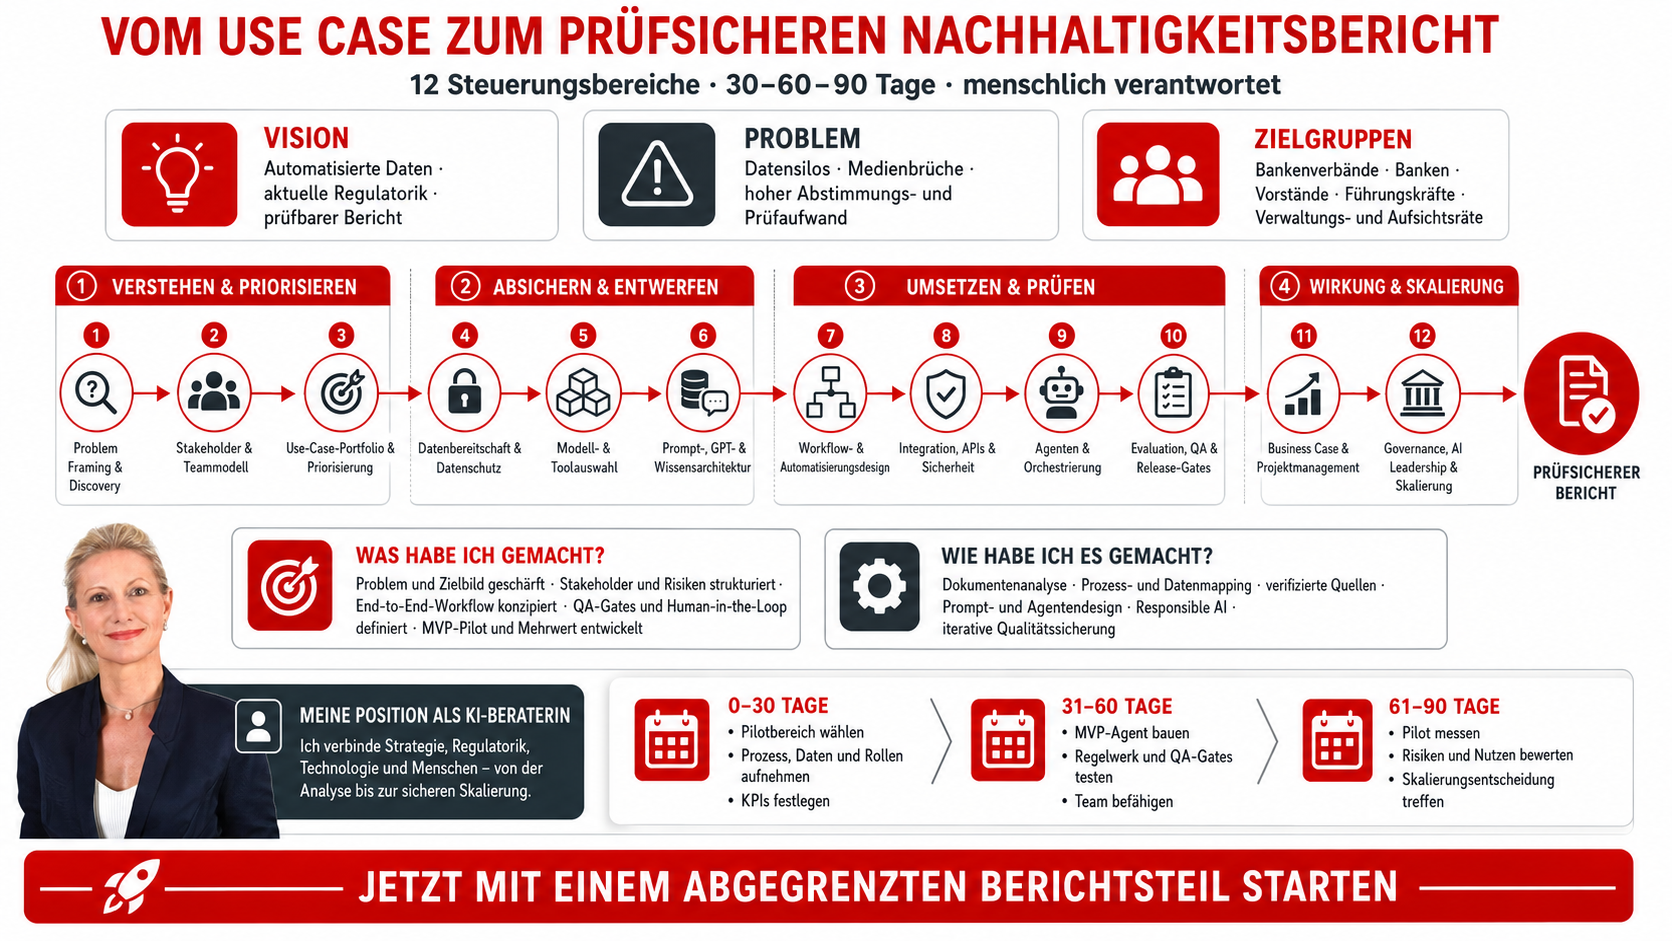 VOM USE CASE ZUM PRÜFSICHEREN NACHHALTIGKEITSBERICHT
12 Steuerungsbereiche · 30–60–90 Tage · menschlich verantwortet
VISION
Automatisierte Daten ·
aktuelle Regulatorik ·
prüfbarer Bericht
PROBLEM
Datensilos · Medienbrüche ·
hoher Abstimmungs- und
Prüfaufwand
ZIELGRUPPEN
Bankenverbände · Banken ·
Vorstände · Führungskräfte ·
Verwaltungs- und Aufsichtsräte
1 VERSTEHEN & PRIORISIEREN
1
Problem
Framing &
Discovery
2
Stakeholder &
Teammodell
3
Use-Case-Portfolio &
Priorisierung
2 ABSICHERN & ENTWERFEN
4
Datenbereitschaft &
Datenschutz
5
Modell- &
Toolauswahl
6
Prompt-, GPT- &
Wissensarchitektur
3 UMSETZEN & PRÜFEN
7
Workflow- &
Automatisierungsdesign
8
Integration, APIs &
Sicherheit
9
Agenten &
Orchestrierung
10
Evaluation, QA &
Release-Gates
4 WIRKUNG & SKALIERUNG
11
Business Case &
Projektmanagement
12
Governance, AI
Leadership &
Skalierung
PRÜFSICHERER
BERICHT
WAS HABE ICH GEMACHT?
Problem und Zielbild geschärft · Stakeholder und Risiken strukturiert ·
End-to-End-Workflow konzipiert · QA-Gates und Human-in-the-Loop
definiert · MVP-Pilot und Mehrwert entwickelt
WIE HABE ICH ES GEMACHT?
Dokumentenanalyse · Prozess- und Datenmapping · verifizierte Quellen ·
Prompt- und Agentendesign · Responsible AI ·
iterative Qualitätssicherung
MEINE POSITION ALS KI-BERATERIN
Ich verbinde Strategie, Regulatorik,
Technologie und Menschen – von der
Analyse bis zur sicheren Skalierung.
0–30 TAGE
• Pilotbereich wählen
• Prozess, Daten und Rollen
aufnehmen
• KPIs festlegen
31–60 TAGE
• MVP-Agent bauen
• Regelwerk und QA-Gates
testen
• Team befähigen
61–90 TAGE
• Pilot messen
• Risiken und Nutzen bewerten
• Skalierungsentscheidung
treffen
JETZT MIT EINEM ABGEGRENZTEN BERICHTSTEIL STARTEN